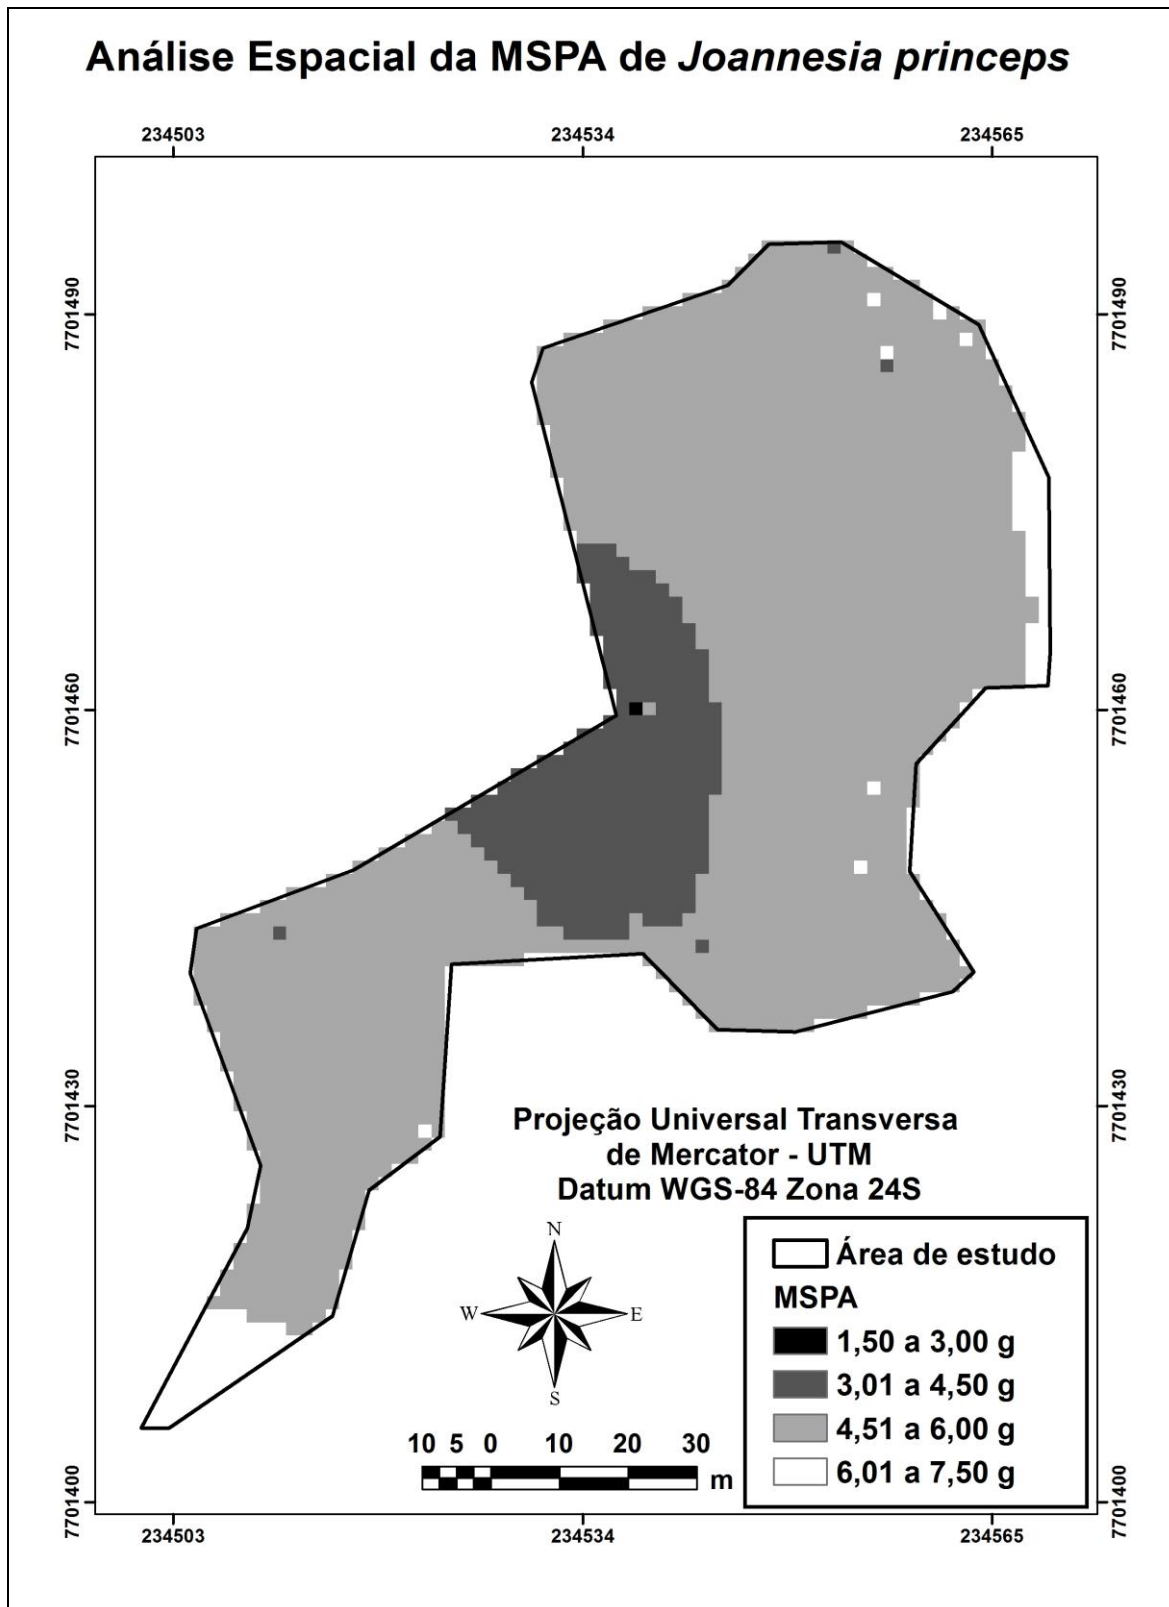 Análise Espacial da MSPA de Joannesia princeps
234503 234534 234565
7701490 7701490
7701460 7701460
7701430 7701430
Projeção Universal Transversa
de Mercator - UTM
Datum WGS-84 Zona 24S
N
W E
S
Área de estudo
MSPA
1,50 a 3,00 g
3,01 a 4,50 g
4,51 a 6,00 g
6,01 a 7,50 g
10 5 0 10 20 30
m
7701400 7701400
234503 234534 234565